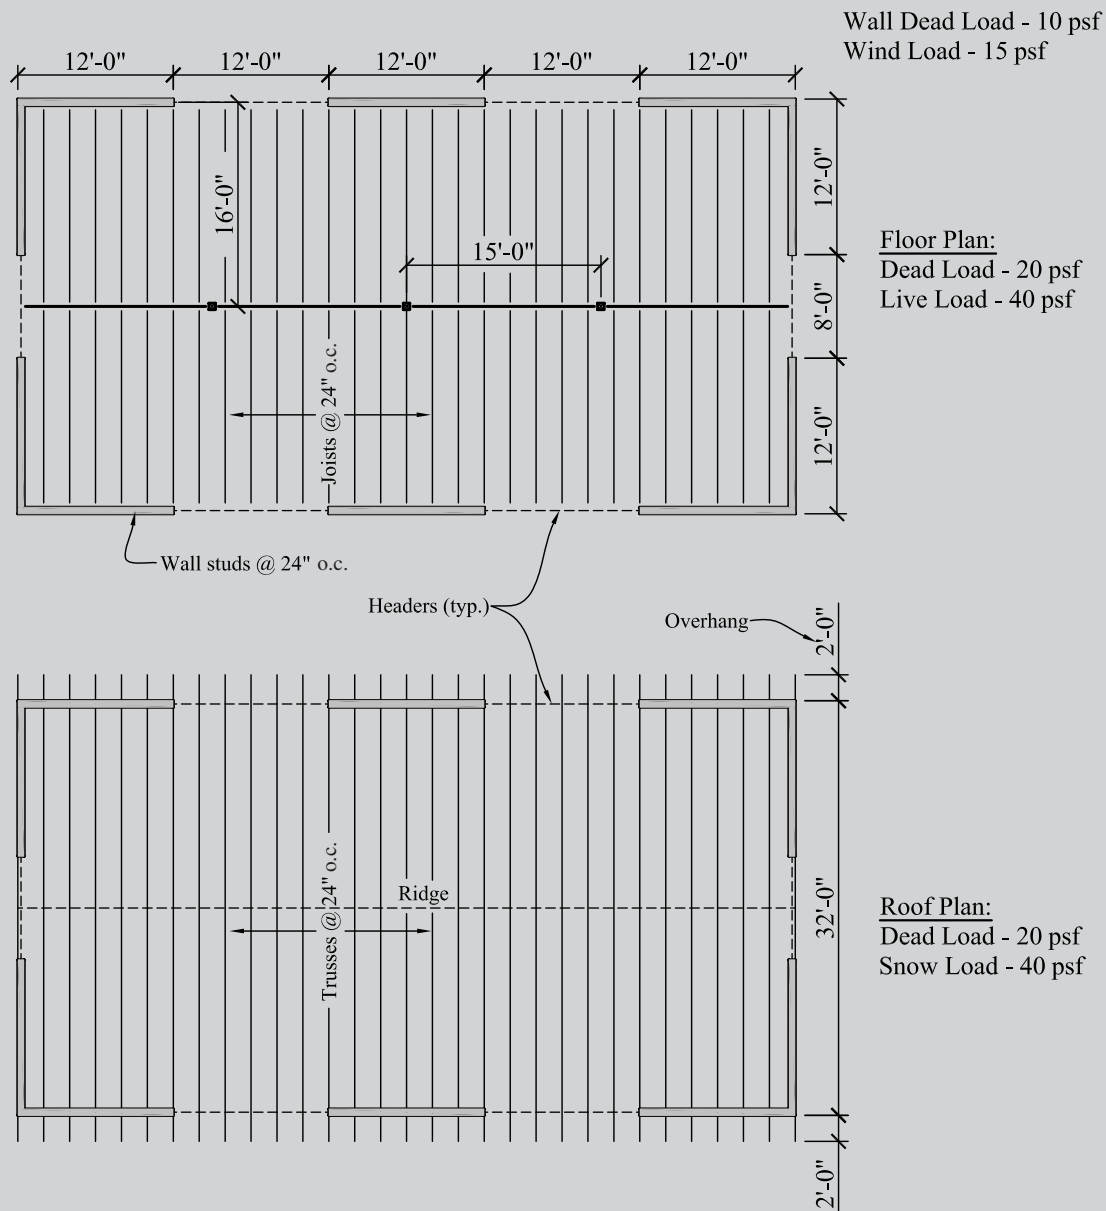 Wall Dead Load - 10 psf
Wind Load - 15 psf
12'-0"
12'-0"
12'-0"
12'-0"
12'-0"
16'-0"
15'-0"
12'-0"
8'-0"
12'-0"
Floor Plan:
Dead Load - 20 psf
Live Load - 40 psf
Joists @ 24" o.c.
Wall studs @ 24" o.c.
Headers (typ.)
Overhang
2'-0"
Trusses @ 24" o.c.
Ridge
32'-0"
Roof Plan:
Dead Load - 20 psf
Snow Load - 40 psf
2'-0"